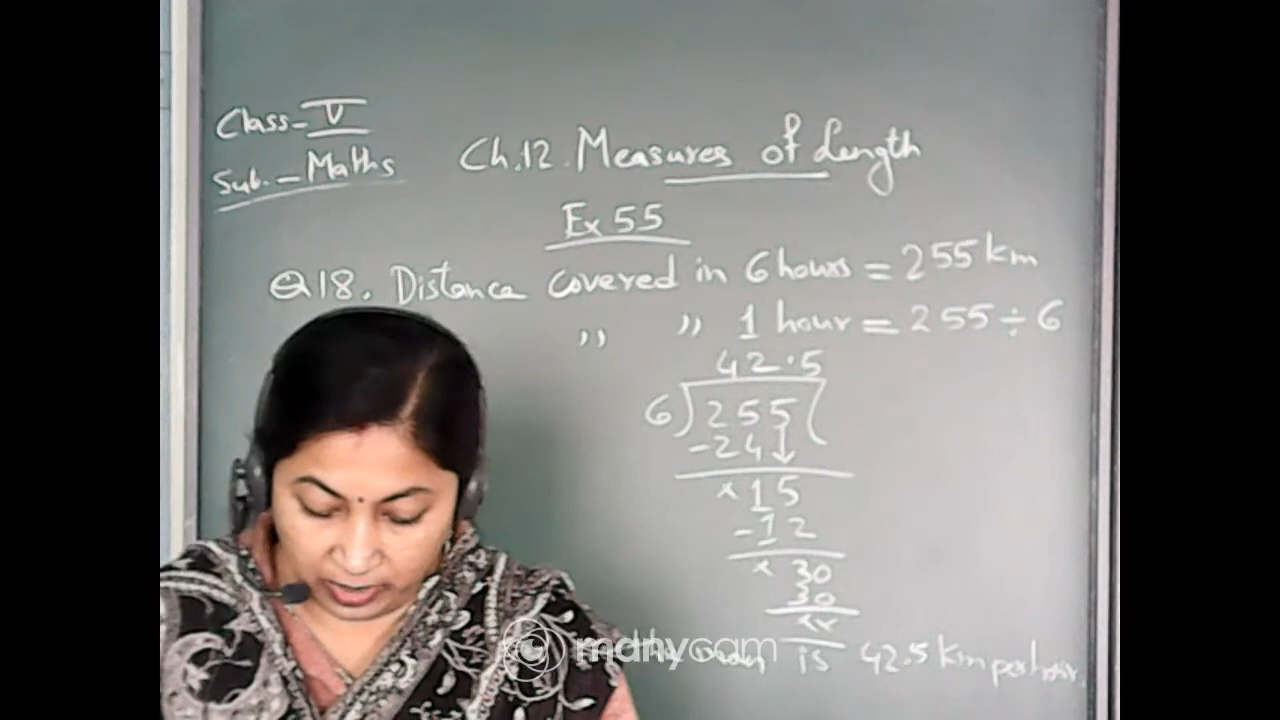 Class-V
Sub.-Maths
Ch.12. Measures of Length
Ex 55
Q18. Distance covered in 6 hours = 255 km
,, ,, 1 hour = 255 ÷ 6
42.5
6) 255 (
-24↓
x 15
-12
x 30
30
xx
is 42.5 km per hour.
manycam